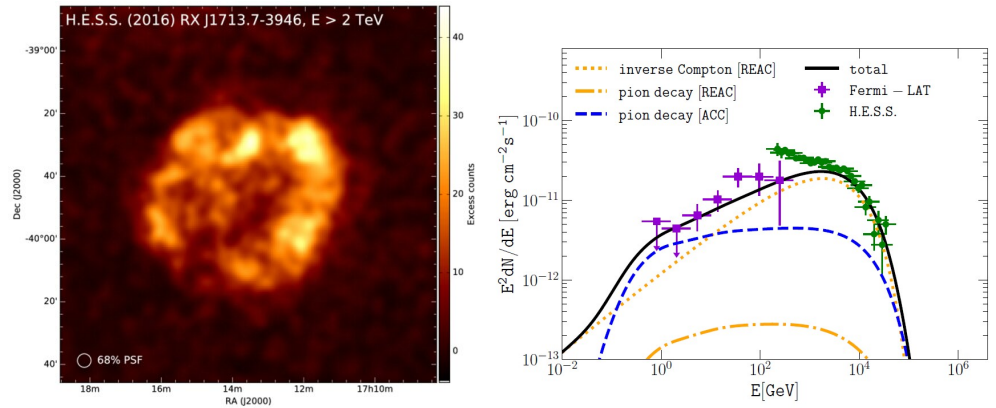 H.E.S.S. (2016) RX J1713.7-3946, E > 2 TeV
-39°00'
20'
40'
-40°00'
20'
40'
Dec (J2000)
68% PSF
18m
16m
14m
12m
17h10m
RA (J2000)
40
30
20
10
0
Excess counts
inverse Compton [REAC]
pion decay [REAC]
pion decay [ACC]
total
Fermi − LAT
H.E.S.S.
E²dN/dE [erg cm⁻² s⁻¹]
10⁻¹⁰
10⁻¹¹
10⁻¹²
10⁻¹³
10⁻²
10⁰
10²
10⁴
10⁶
E[GeV]